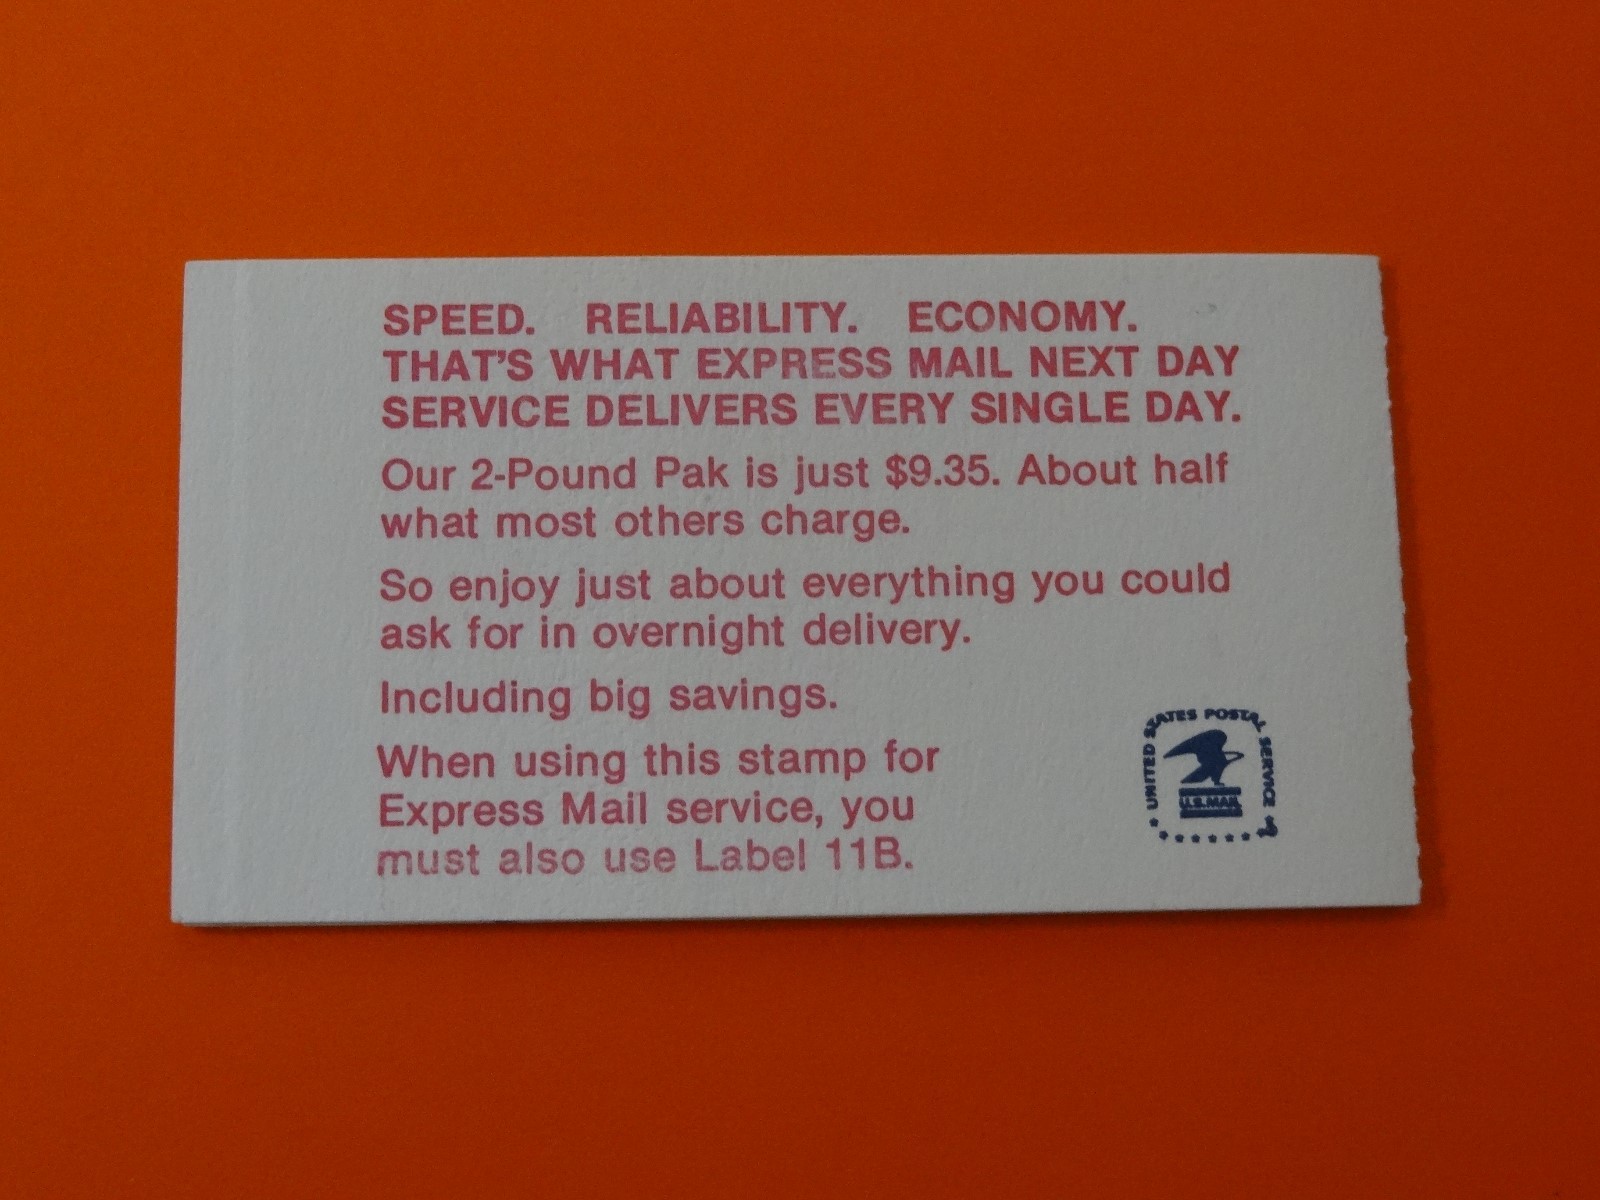 SPEED. RELIABILITY. ECONOMY.
THAT'S WHAT EXPRESS MAIL NEXT DAY
SERVICE DELIVERS EVERY SINGLE DAY.
Our 2-Pound Pak is just $9.35. About half
what most others charge.
So enjoy just about everything you could
ask for in overnight delivery.
Including big savings.
When using this stamp for
Express Mail service, you
must also use Label 11B.
UNITED STATES POSTAL SERVICE
U.S.MAIL